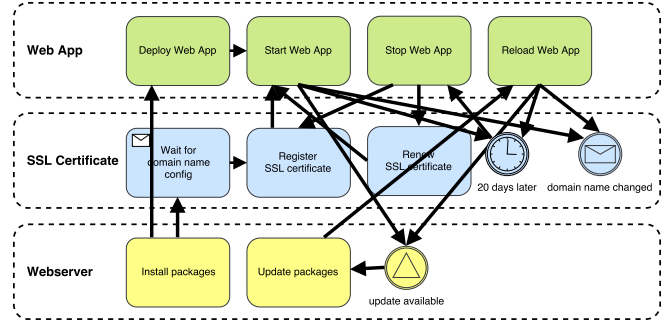 Web App
Deploy Web App
Start Web App
Stop Web App
Reload Web App
SSL Certificate
Wait for
domain name
config
Register
SSL certificate
Renew
SSL certificate
20 days later
domain name changed
Webserver
Install packages
Update packages
update available